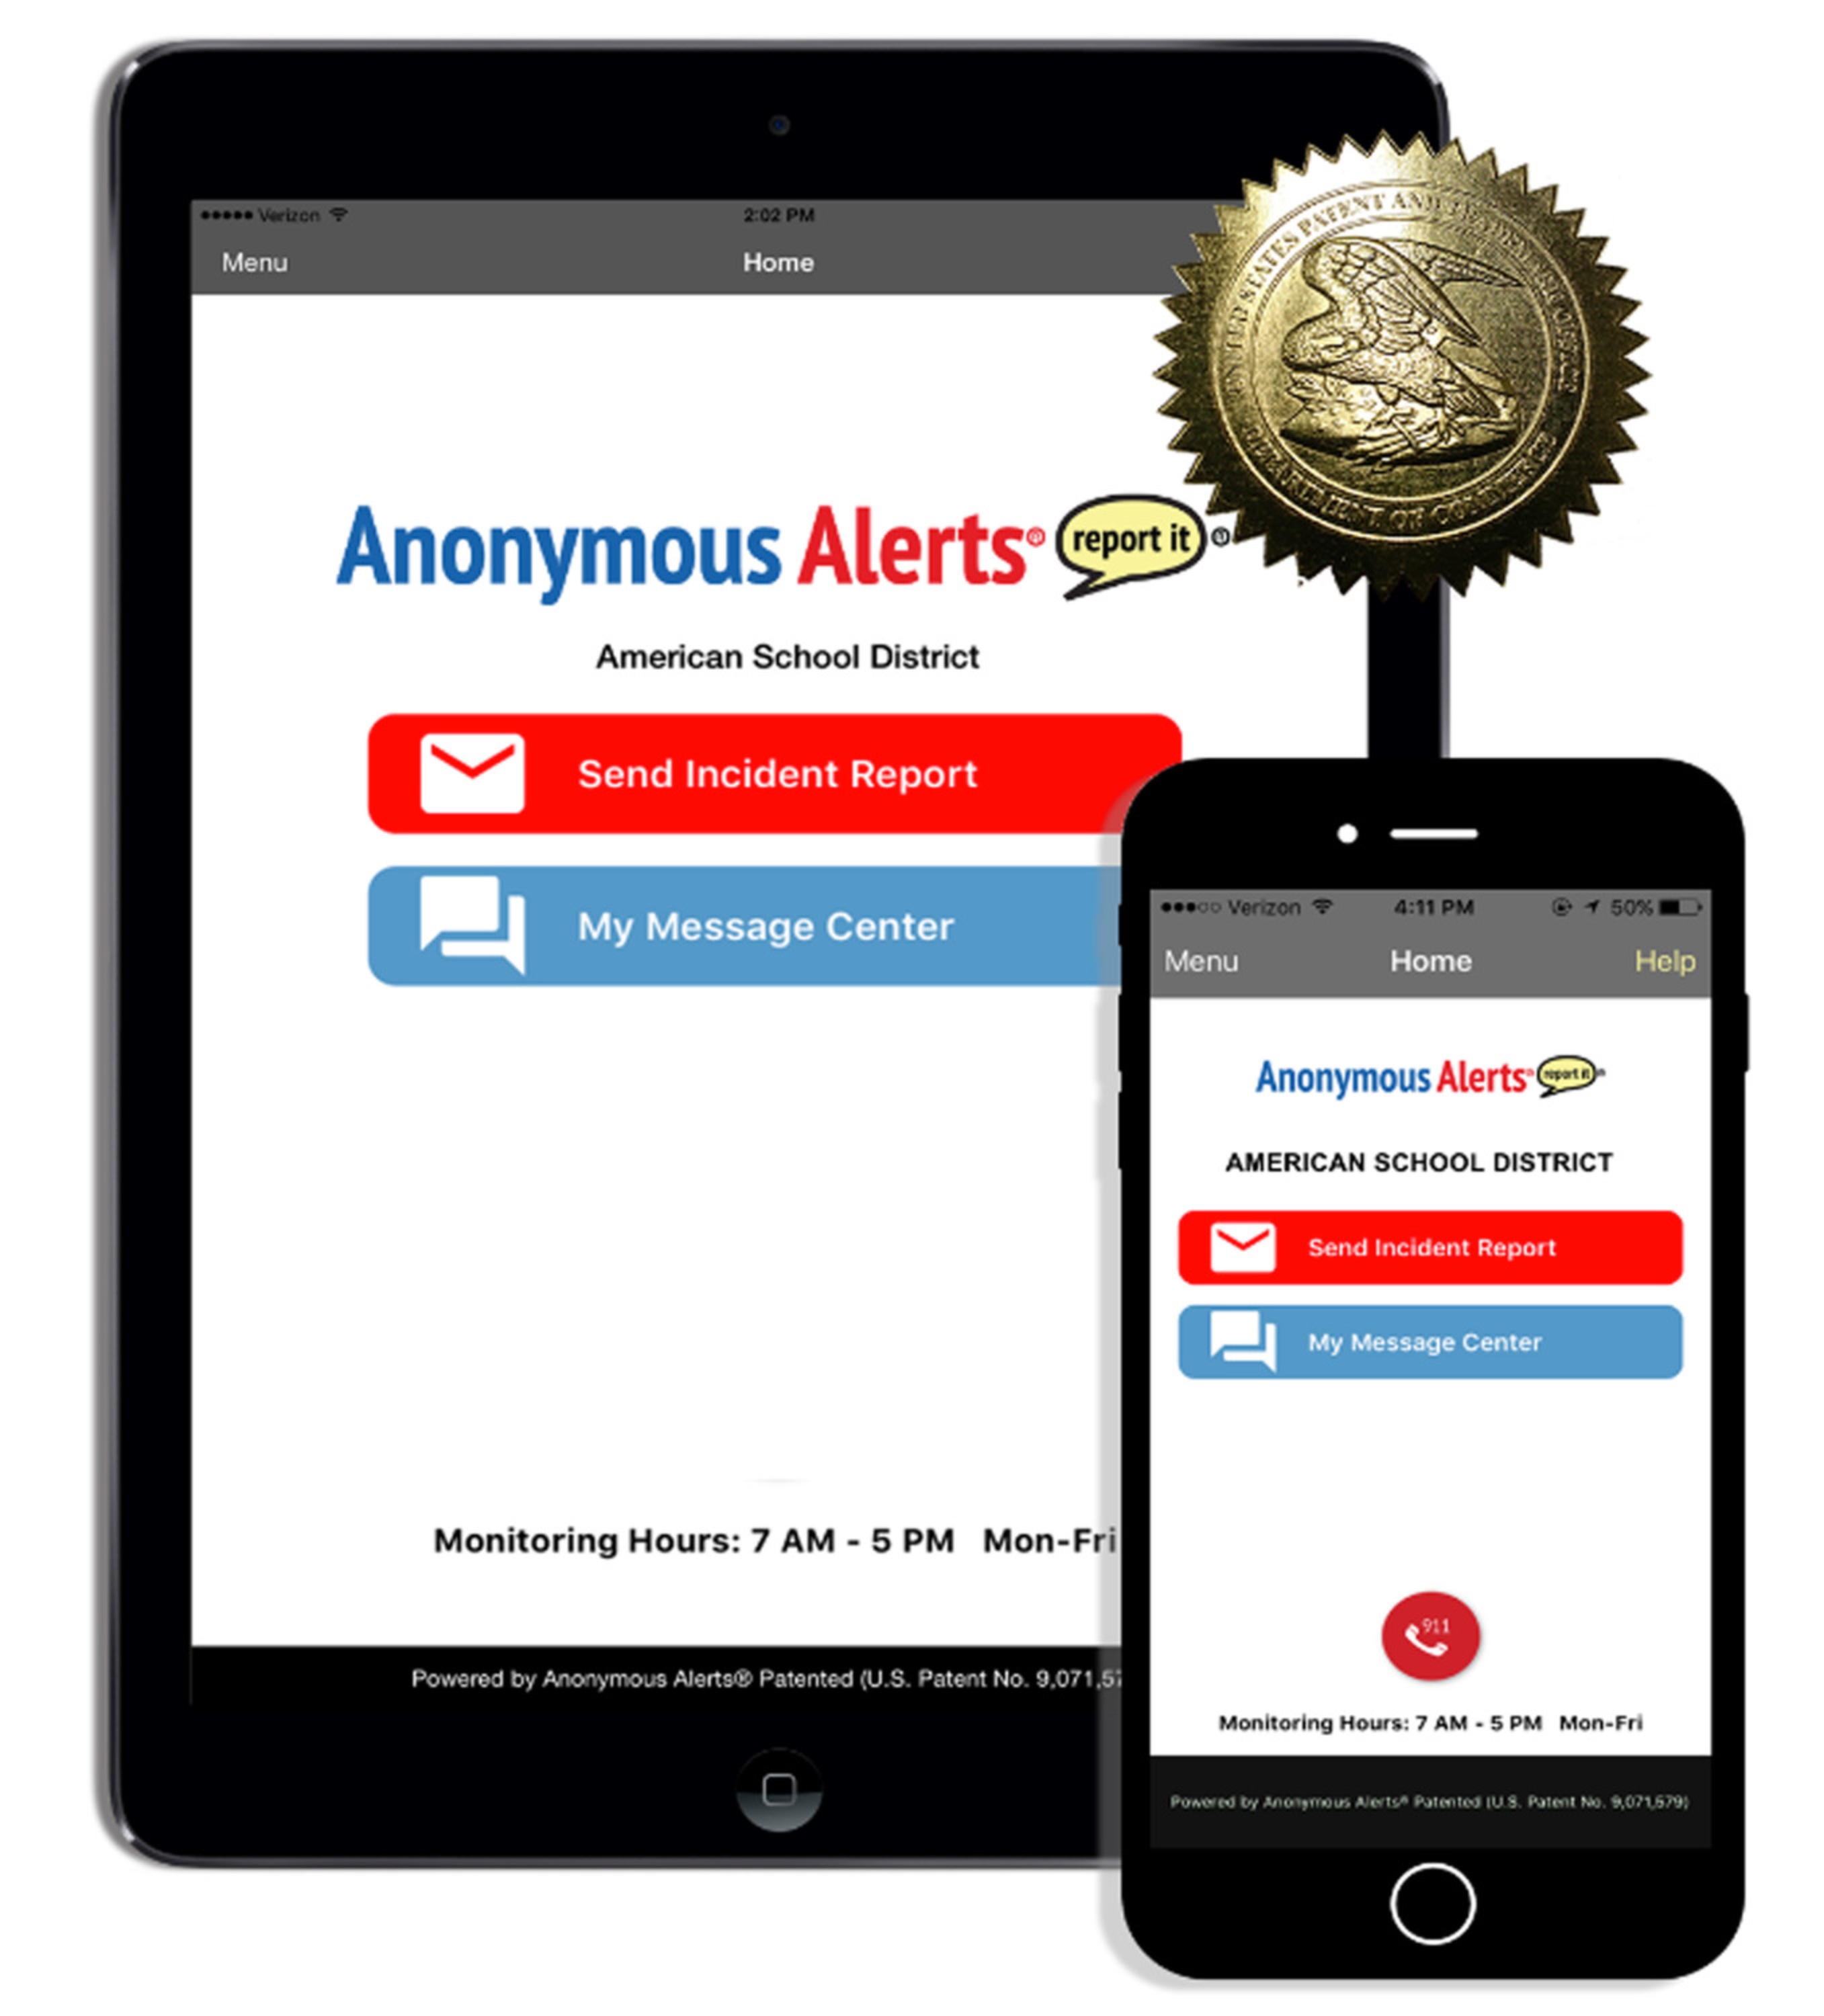 Verizon
2:02 PM
Menu
Home
UNITED STATES PATENT AND TRADEMARK OFFICE
DEPARTMENT OF COMMERCE
Anonymous Alerts® report it ®
American School District
Send Incident Report
My Message Center
Monitoring Hours: 7 AM - 5 PM Mon-Fri
Powered by Anonymous Alerts® Patented (U.S. Patent No. 9,071,57
Verizon
4:11 PM
50%
Menu
Home
Help
Anonymous Alerts® report it ®
AMERICAN SCHOOL DISTRICT
Send Incident Report
My Message Center
911
Monitoring Hours: 7 AM - 5 PM Mon-Fri
Powered by Anonymous Alerts® Patented (U.S. Patent No. 9,071,579)